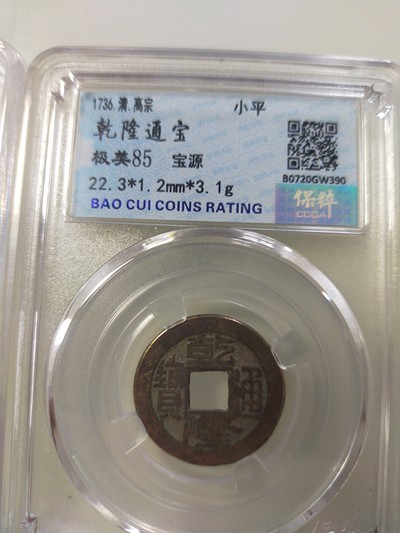 1736.清.高宗 小平
乾隆通宝
极美85 宝源
22.3*1.2mm*3.1g
B0720GW390
BAO CUI COINS RATING
保粹
CCGA